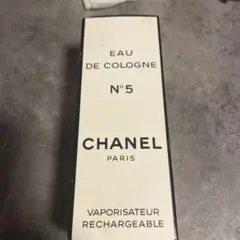 EAU
DE COLOGNE
N°5
CHANEL
PARIS
VAPORISATEUR
RECHARGEABLE